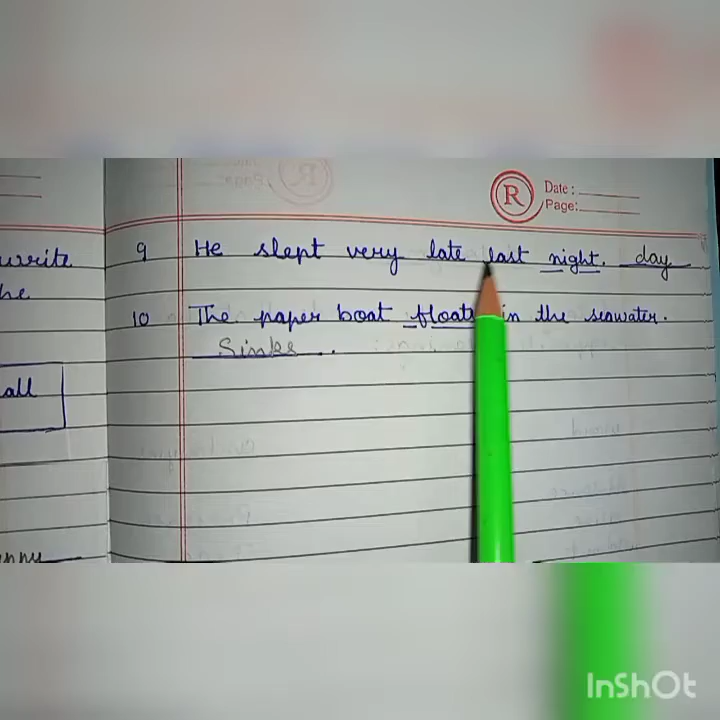 R
Date :
Page:
write
he
all
9 He slept very late last night. day
10 The paper boat floats in the seawater.
Sinks .
InShOt